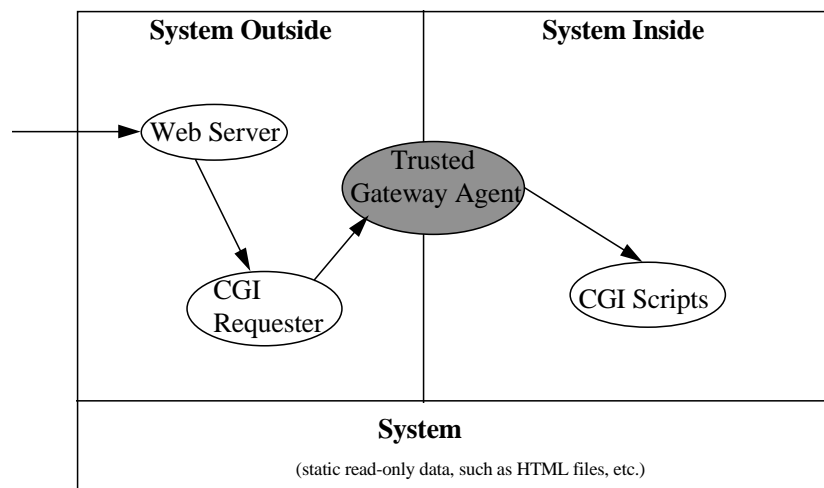 System Outside
System Inside
Web Server
Trusted
Gateway Agent
CGI
Requester
CGI Scripts
System
(static read-only data, such as HTML files, etc.)